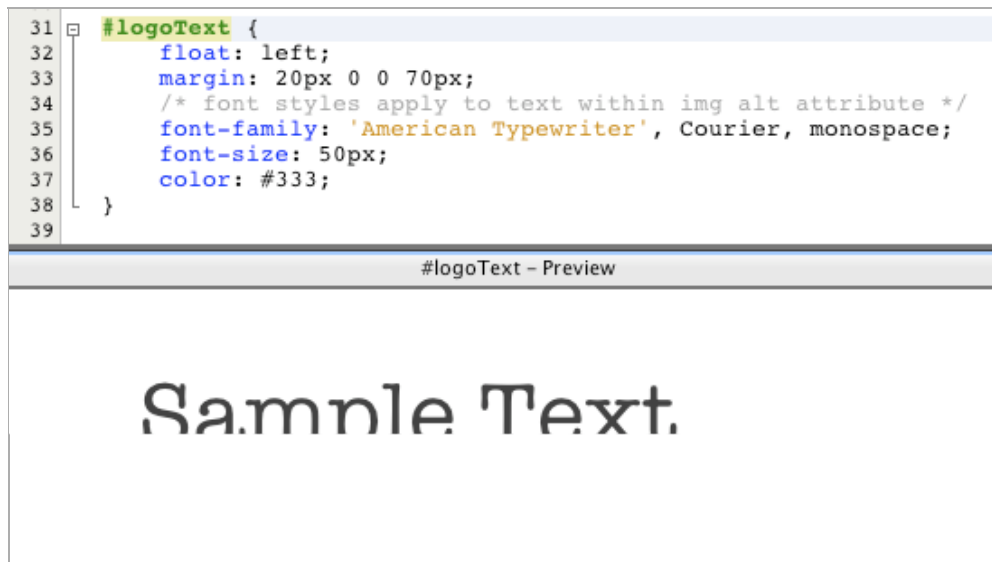 31 #logoText {
32 float: left;
33 margin: 20px 0 0 70px;
34 /* font styles apply to text within img alt attribute */
35 font-family: 'American Typewriter', Courier, monospace;
36 font-size: 50px;
37 color: #333;
38 }
39
#logoText – Preview
Sample Text